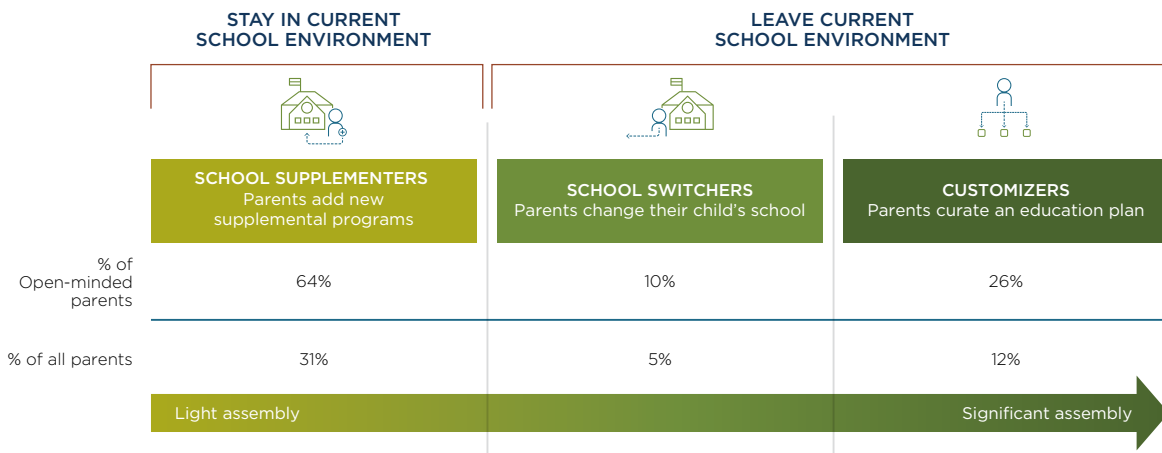 STAY IN CURRENT
SCHOOL ENVIRONMENT
LEAVE CURRENT
SCHOOL ENVIRONMENT
SCHOOL SUPPLEMENTERS
Parents add new
supplemental programs
SCHOOL SWITCHERS
Parents change their child’s school
CUSTOMIZERS
Parents curate an education plan
% of
Open-minded
parents
64%
10%
26%
% of all parents
31%
5%
12%
Light assembly
Significant assembly